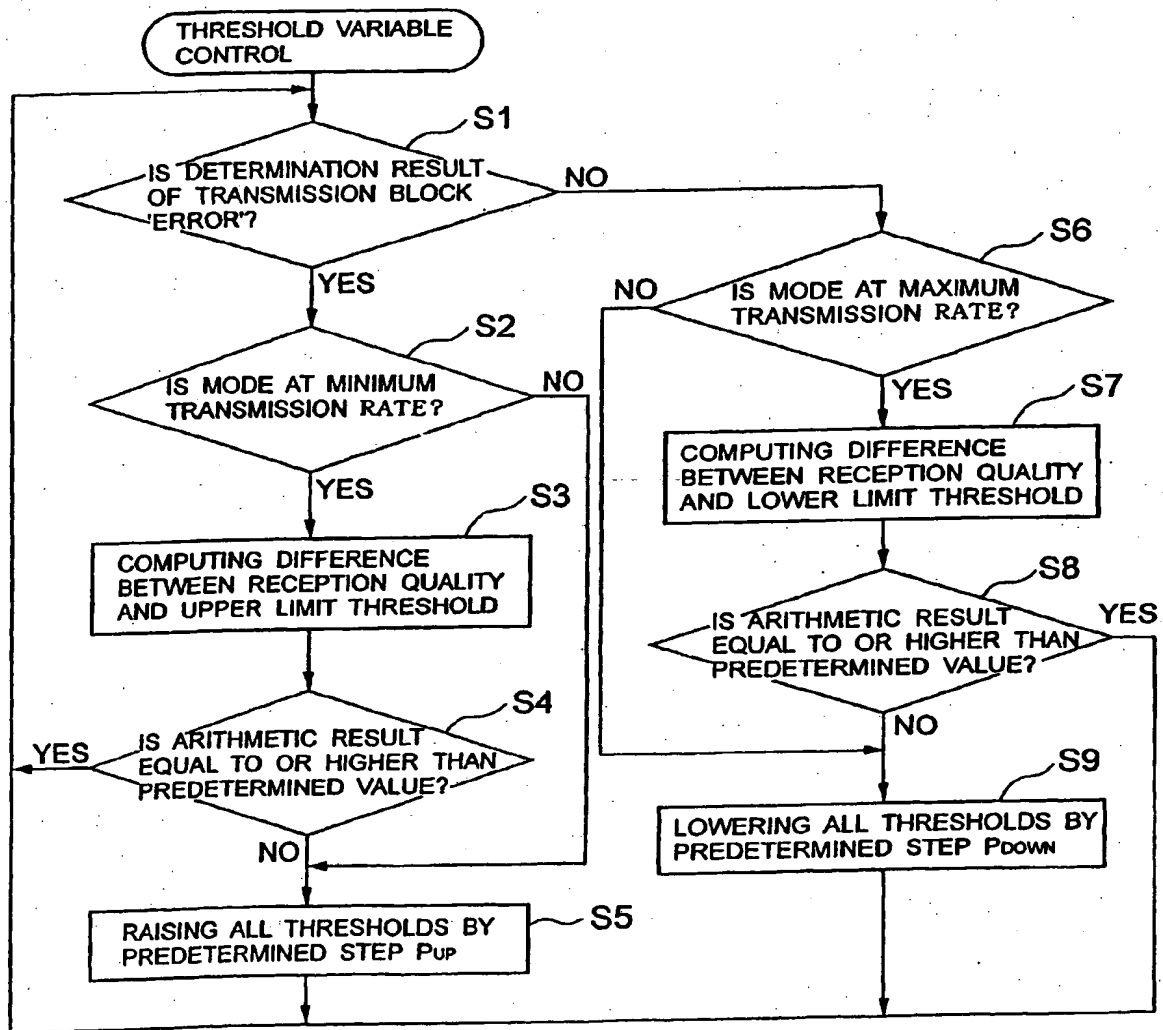 THRESHOLD VARIABLE
CONTROL
S1
IS DETERMINATION RESULT
OF TRANSMISSION BLOCK
'ERROR'?
NO
YES
S2
IS MODE AT MINIMUM
TRANSMISSION RATE?
NO
YES
S3
COMPUTING DIFFERENCE
BETWEEN RECEPTION QUALITY
AND UPPER LIMIT THRESHOLD
S4
IS ARITHMETIC RESULT
EQUAL TO OR HIGHER THAN
PREDETERMINED VALUE?
YES
NO
S5
RAISING ALL THRESHOLDS BY
PREDETERMINED STEP PUP
S6
IS MODE AT MAXIMUM
TRANSMISSION RATE?
NO
YES
S7
COMPUTING DIFFERENCE
BETWEEN RECEPTION QUALITY
AND LOWER LIMIT THRESHOLD
S8
IS ARITHMETIC RESULT
EQUAL TO OR HIGHER THAN
PREDETERMINED VALUE?
YES
NO
S9
LOWERING ALL THRESHOLDS BY
PREDETERMINED STEP PDOWN